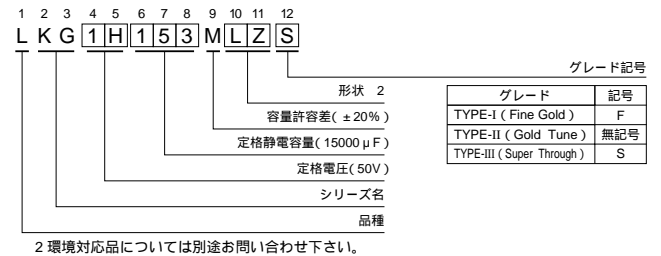 1 2 3 4 5 6 7 8 9 10 11 12
L K G 1 H 1 5 3 M L Z S
グレード記号
形状 2
容量許容差(±20%)
定格静電容量(15000μF)
定格電圧(50V)
シリーズ名
品種
グレード 記号
TYPE-I(Fine Gold) F
TYPE-II(Gold Tune) 無記号
TYPE-III(Super Through) S
2 環境対応品については別途お問い合わせ下さい。